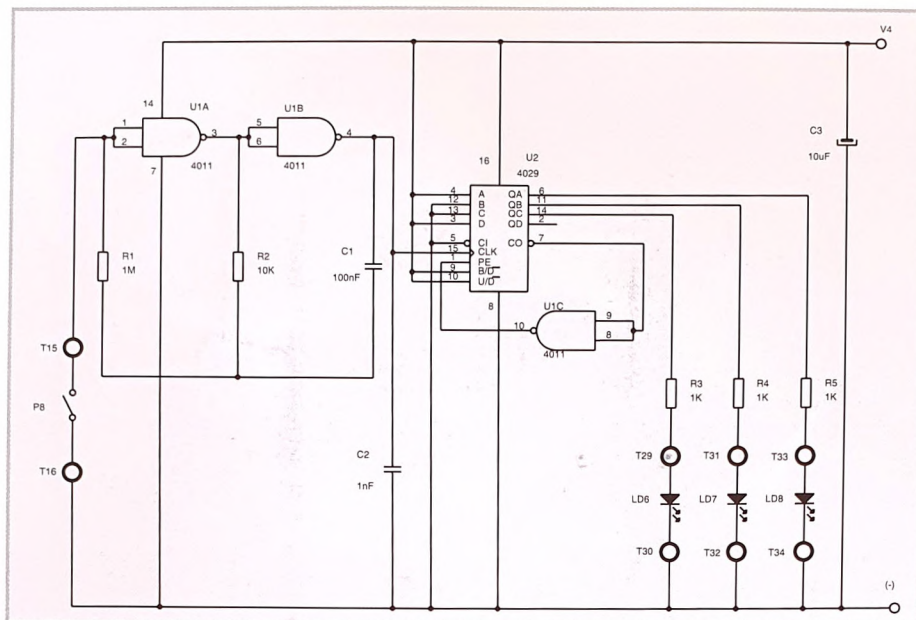 V4
14
U1A
U1B
1
2
3
4011
5
6
4
4011
7
C3
10uF
16
U2
4029
4
12
13
3
5
15
1
9
10
A
B
C
D
CI
CLK
PE
B/D
U/D
QA
QB
QC
QD
CO
6
11
14
2
7
8
R1
1M
R2
10K
C1
100nF
U1C
10
9
8
4011
T15
P8
T16
R3
1K
R4
1K
R5
1K
C2
1nF
T29
T31
T33
LD6
LD7
LD8
T30
T32
T34
(-)